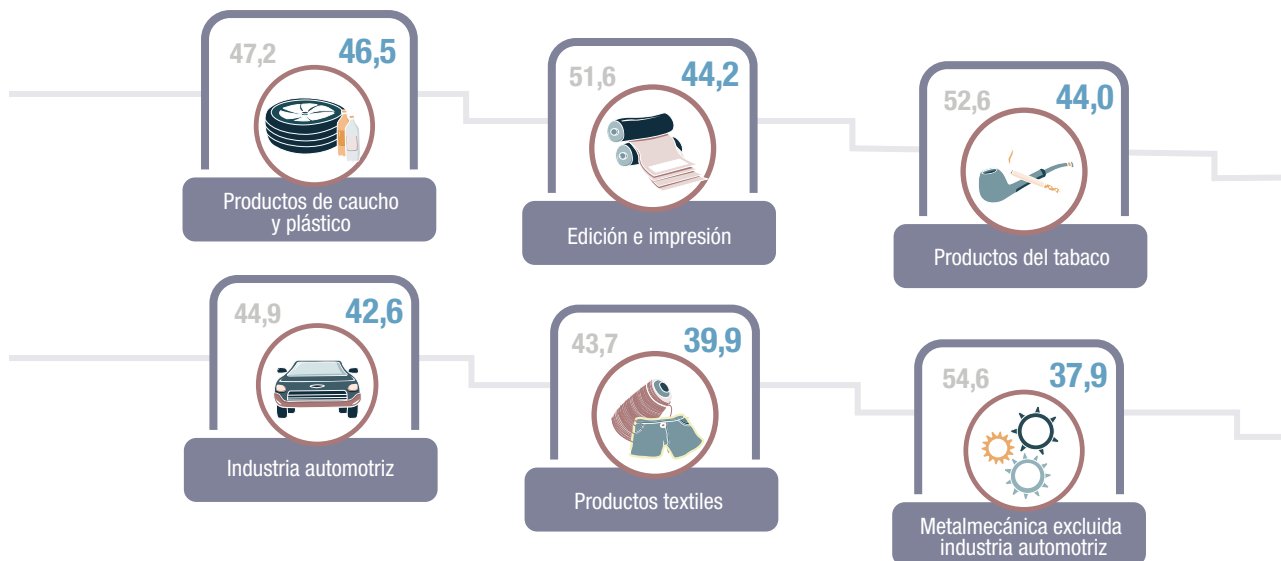 47,2 46,5
Productos de caucho
y plástico
51,6 44,2
Edición e impresión
52,6 44,0
Productos del tabaco
44,9 42,6
Industria automotriz
43,7 39,9
Productos textiles
54,6 37,9
Metalmecánica excluida
industria automotriz